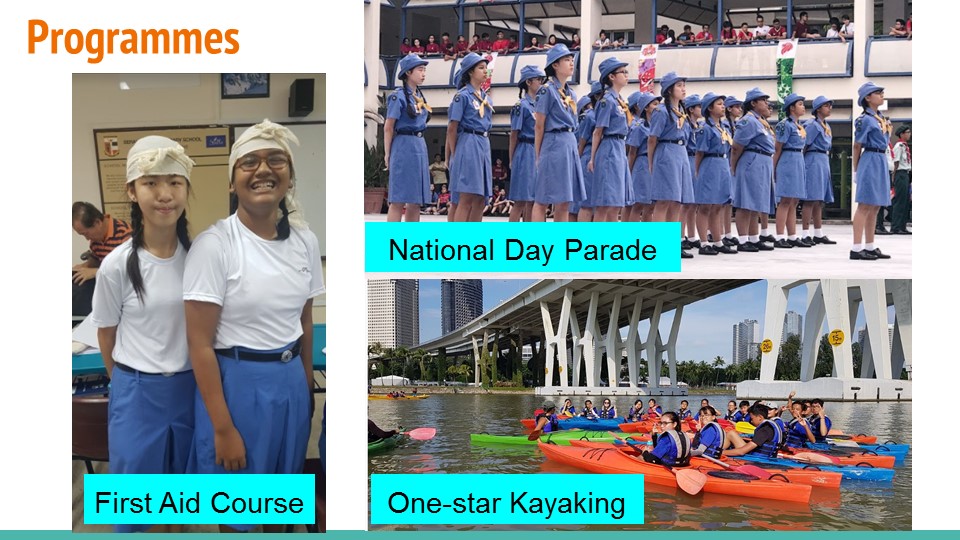 Programmes
National Day Parade
First Aid Course
One-star Kayaking